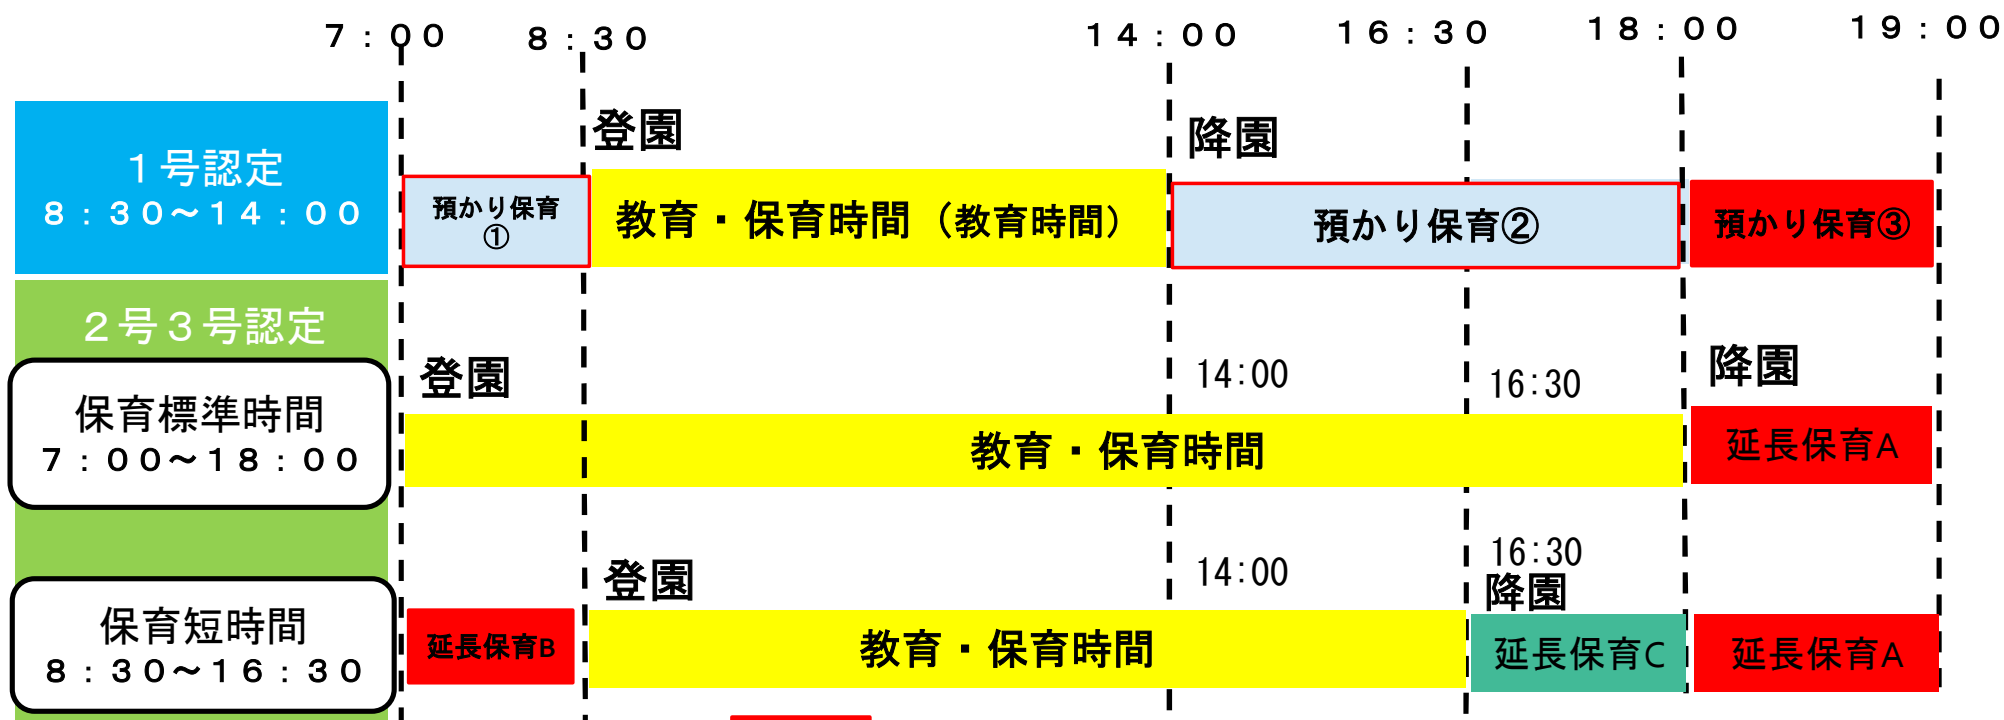 7：00
8：30
14：00
16：30
18：00
19：00
登園
降園
1号認定
8：30～14：00
預かり保育
①
教育・保育時間（教育時間）
預かり保育②
預かり保育③
2号3号認定
登園
14:00
16:30
降園
保育標準時間
7：00～18：00
教育・保育時間
延長保育A
登園
14:00
16:30
降園
保育短時間
8：30～16：30
延長保育B
教育・保育時間
延長保育C
延長保育A